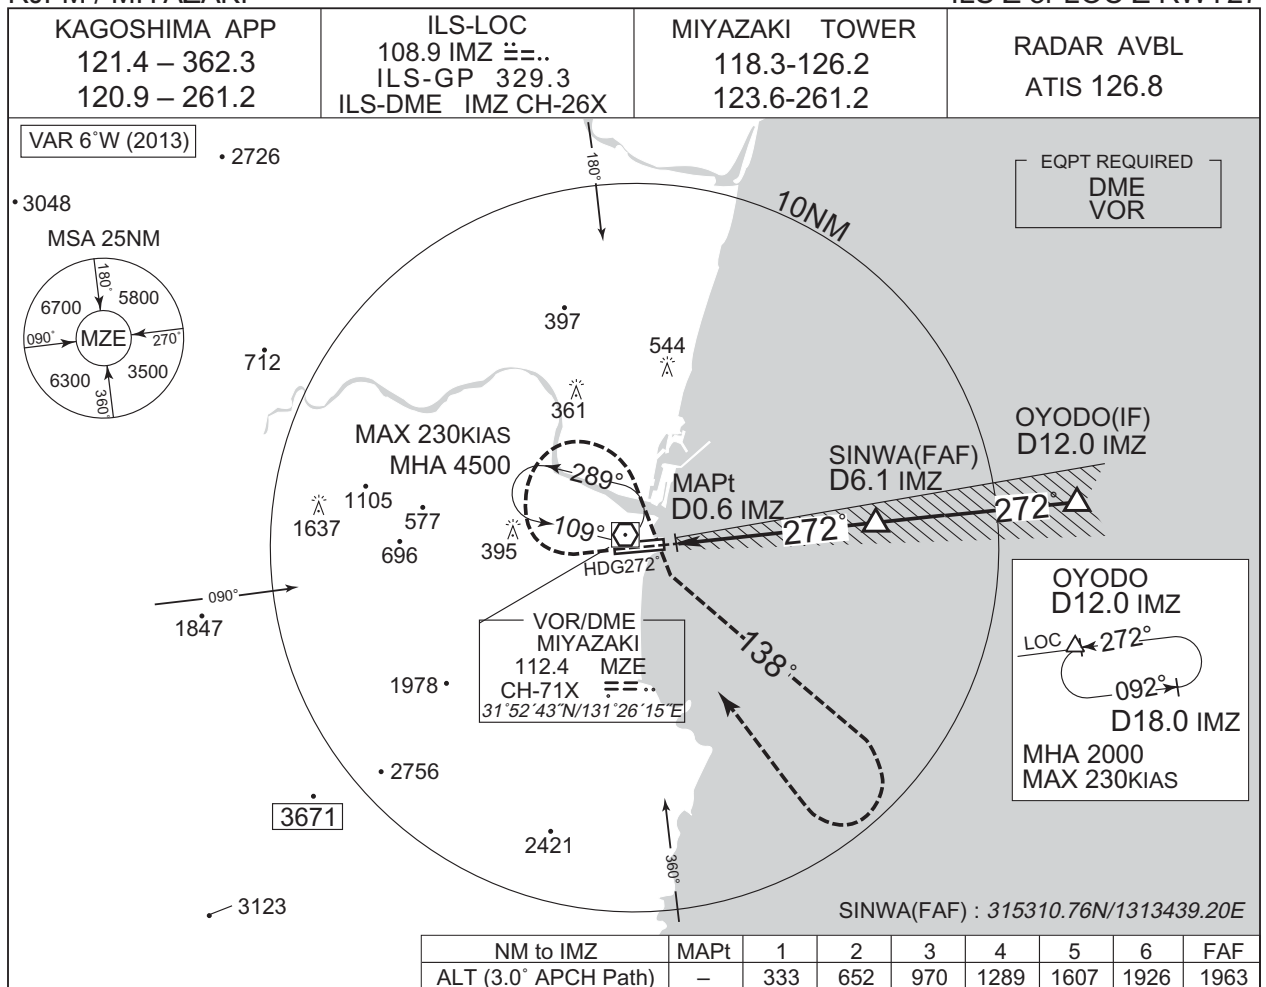 KAGOSHIMA APP
121.4 – 362.3
120.9 – 261.2
ILS-LOC
108.9 IMZ
ILS-GP 329.3
ILS-DME IMZ CH-26X
MIYAZAKI TOWER
118.3-126.2
123.6-261.2
RADAR AVBL
ATIS 126.8
VAR 6°W (2013)
2726
3048
MSA 25NM
180°
6700
5800
090°
MZE
270°
6300
3500
360°
180°
10NM
EQPT REQUIRED
DME
VOR
397
544
712
361
MAX 230KIAS
MHA 4500
289°
109°
1105
1637
577
696
395
MAPt
D0.6 IMZ
SINWA(FAF)
D6.1 IMZ
OYODO(IF)
D12.0 IMZ
272°
272°
HDG272°
090°
1847
VOR/DME
MIYAZAKI
112.4 MZE
CH-71X
31°52´43˝N/131°26´15˝E
138°
OYODO
D12.0 IMZ
LOC
272°
092°
D18.0 IMZ
MHA 2000
MAX 230KIAS
1978
2756
3671
2421
360°
3123
SINWA(FAF) : 315310.76N/1313439.20E
NM to IMZ MAPt 1 2 3 4 5 6 FAF
ALT (3.0° APCH Path) – 333 652 970 1289 1607 1926 1963